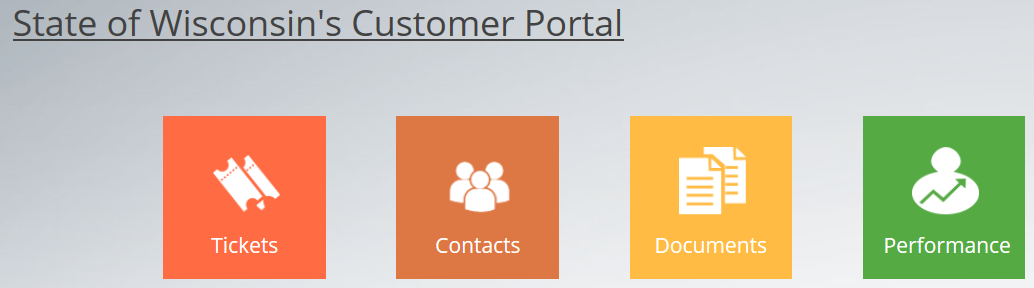 State of Wisconsin's Customer Portal
Tickets
Contacts
Documents
Performance